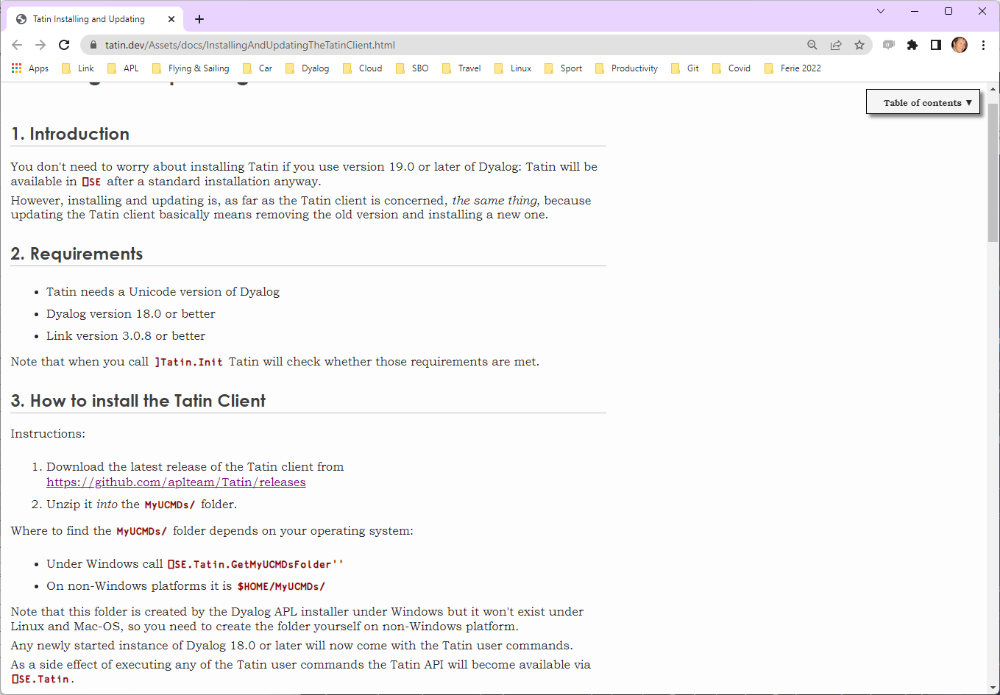 Tatin Installing and Updating
tatin.dev/Assets/docs/InstallingAndUpdatingTheTatinClient.html
Apps Link APL Flying & Sailing Car Dyalog Cloud SBO Travel Linux Sport Productivity Git Covid Ferie 2022
Table of contents ▼
1. Introduction
You don't need to worry about installing Tatin if you use version 19.0 or later of Dyalog: Tatin will be
available in ⎕SE after a standard installation anyway.
However, installing and updating is, as far as the Tatin client is concerned, the same thing, because
updating the Tatin client basically means removing the old version and installing a new one.
2. Requirements
• Tatin needs a Unicode version of Dyalog
• Dyalog version 18.0 or better
• Link version 3.0.8 or better
Note that when you call ]Tatin.Init Tatin will check whether those requirements are met.
3. How to install the Tatin Client
Instructions:
1. Download the latest release of the Tatin client from
https://github.com/aplteam/Tatin/releases
2. Unzip it into the MyUCMDs/ folder.
Where to find the MyUCMDs/ folder depends on your operating system:
• Under Windows call ⎕SE.Tatin.GetMyUCMDsFolder''
• On non-Windows platforms it is $HOME/MyUCMDs/
Note that this folder is created by the Dyalog APL installer under Windows but it won't exist under
Linux and Mac-OS, so you need to create the folder yourself on non-Windows platform.
Any newly started instance of Dyalog 18.0 or later will now come with the Tatin user commands.
As a side effect of executing any of the Tatin user commands the Tatin API will become available via
⎕SE.Tatin.